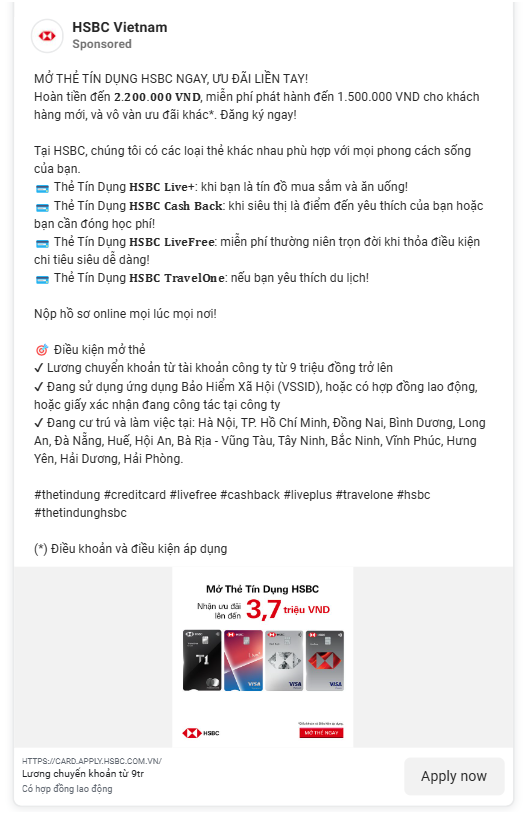 HSBC Vietnam
Sponsored
MỞ THẺ TÍN DỤNG HSBC NGAY, ƯU ĐÃI LIỀN TAY!
Hoàn tiền đến 𝟐.𝟐𝟎𝟎.𝟎𝟎𝟎 𝐕𝐍𝐃, miễn phí phát hành đến 1.500.000 VND cho khách
hàng mới, và vô vàn ưu đãi khác*. Đăng ký ngay!
Tại HSBC, chúng tôi có các loại thẻ khác nhau phù hợp với mọi phong cách sống
của bạn.
💳 Thẻ Tín Dụng 𝐇𝐒𝐁𝐂 𝐋𝐢𝐯𝐞+: khi bạn là tín đồ mua sắm và ăn uống!
💳 Thẻ Tín Dụng 𝐇𝐒𝐁𝐂 𝐂𝐚𝐬𝐡 𝐁𝐚𝐜𝐤: khi siêu thị là điểm đến yêu thích của bạn hoặc
bạn cần đóng học phí!
💳 Thẻ Tín Dụng 𝐇𝐒𝐁𝐂 𝐋𝐢𝐯𝐞𝐅𝐫𝐞𝐞: miễn phí thường niên trọn đời khi thỏa điều kiện
chi tiêu siêu dễ dàng!
💳 Thẻ Tín Dụng 𝐇𝐒𝐁𝐂 𝐓𝐫𝐚𝐯𝐞𝐥𝐎𝐧𝐞: nếu bạn yêu thích du lịch!
Nộp hồ sơ online mọi lúc mọi nơi!
🎯 Điều kiện mở thẻ
✔ Lương chuyển khoản từ tài khoản công ty từ 9 triệu đồng trở lên
✔ Đang sử dụng ứng dụng Bảo Hiểm Xã Hội (VSSID), hoặc có hợp đồng lao động,
hoặc giấy xác nhận đang công tác tại công ty
✔ Đang cư trú và làm việc tại: Hà Nội, TP. Hồ Chí Minh, Đồng Nai, Bình Dương, Long
An, Đà Nẵng, Huế, Hội An, Bà Rịa - Vũng Tàu, Tây Ninh, Bắc Ninh, Vĩnh Phúc, Hưng
Yên, Hải Dương, Hải Phòng.
#thetindung #creditcard #livefree #cashback #liveplus #travelone #hsbc
#thetindunghsbc
(*) Điều khoản và điều kiện áp dụng
Mở Thẻ Tín Dụng HSBC
Nhận ưu đãi
lên đến 3,7 triệu VND
HSBC HSBC HSBC HSBC
T1
VISA VISA VISA
HSBC
MỞ THẺ NGAY
HTTPS://CARD.APPLY.HSBC.COM.VN/
Lương chuyển khoản từ 9tr
Có hợp đồng lao động
Apply now